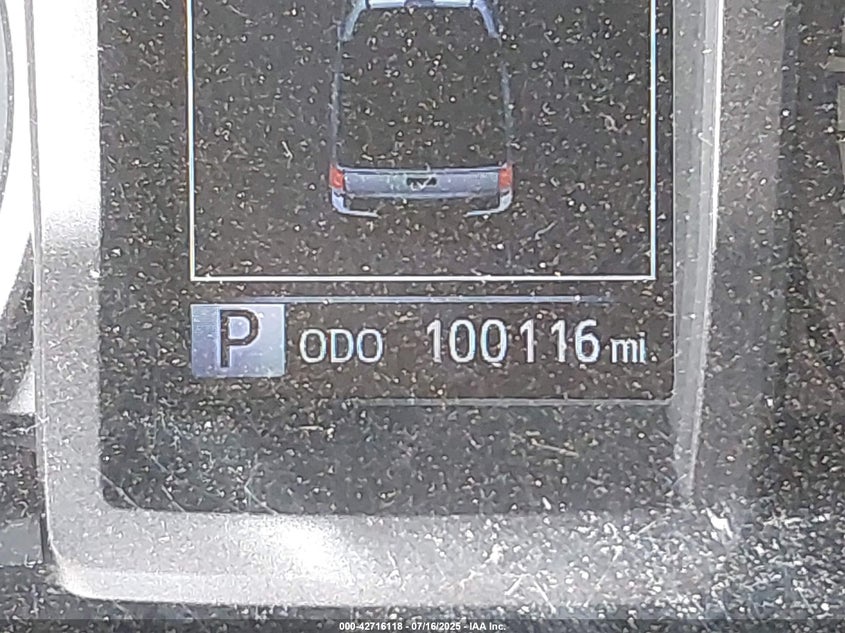 P ODO 100116 mi
000-42716118 - 07/16/2025 - IAA Inc.